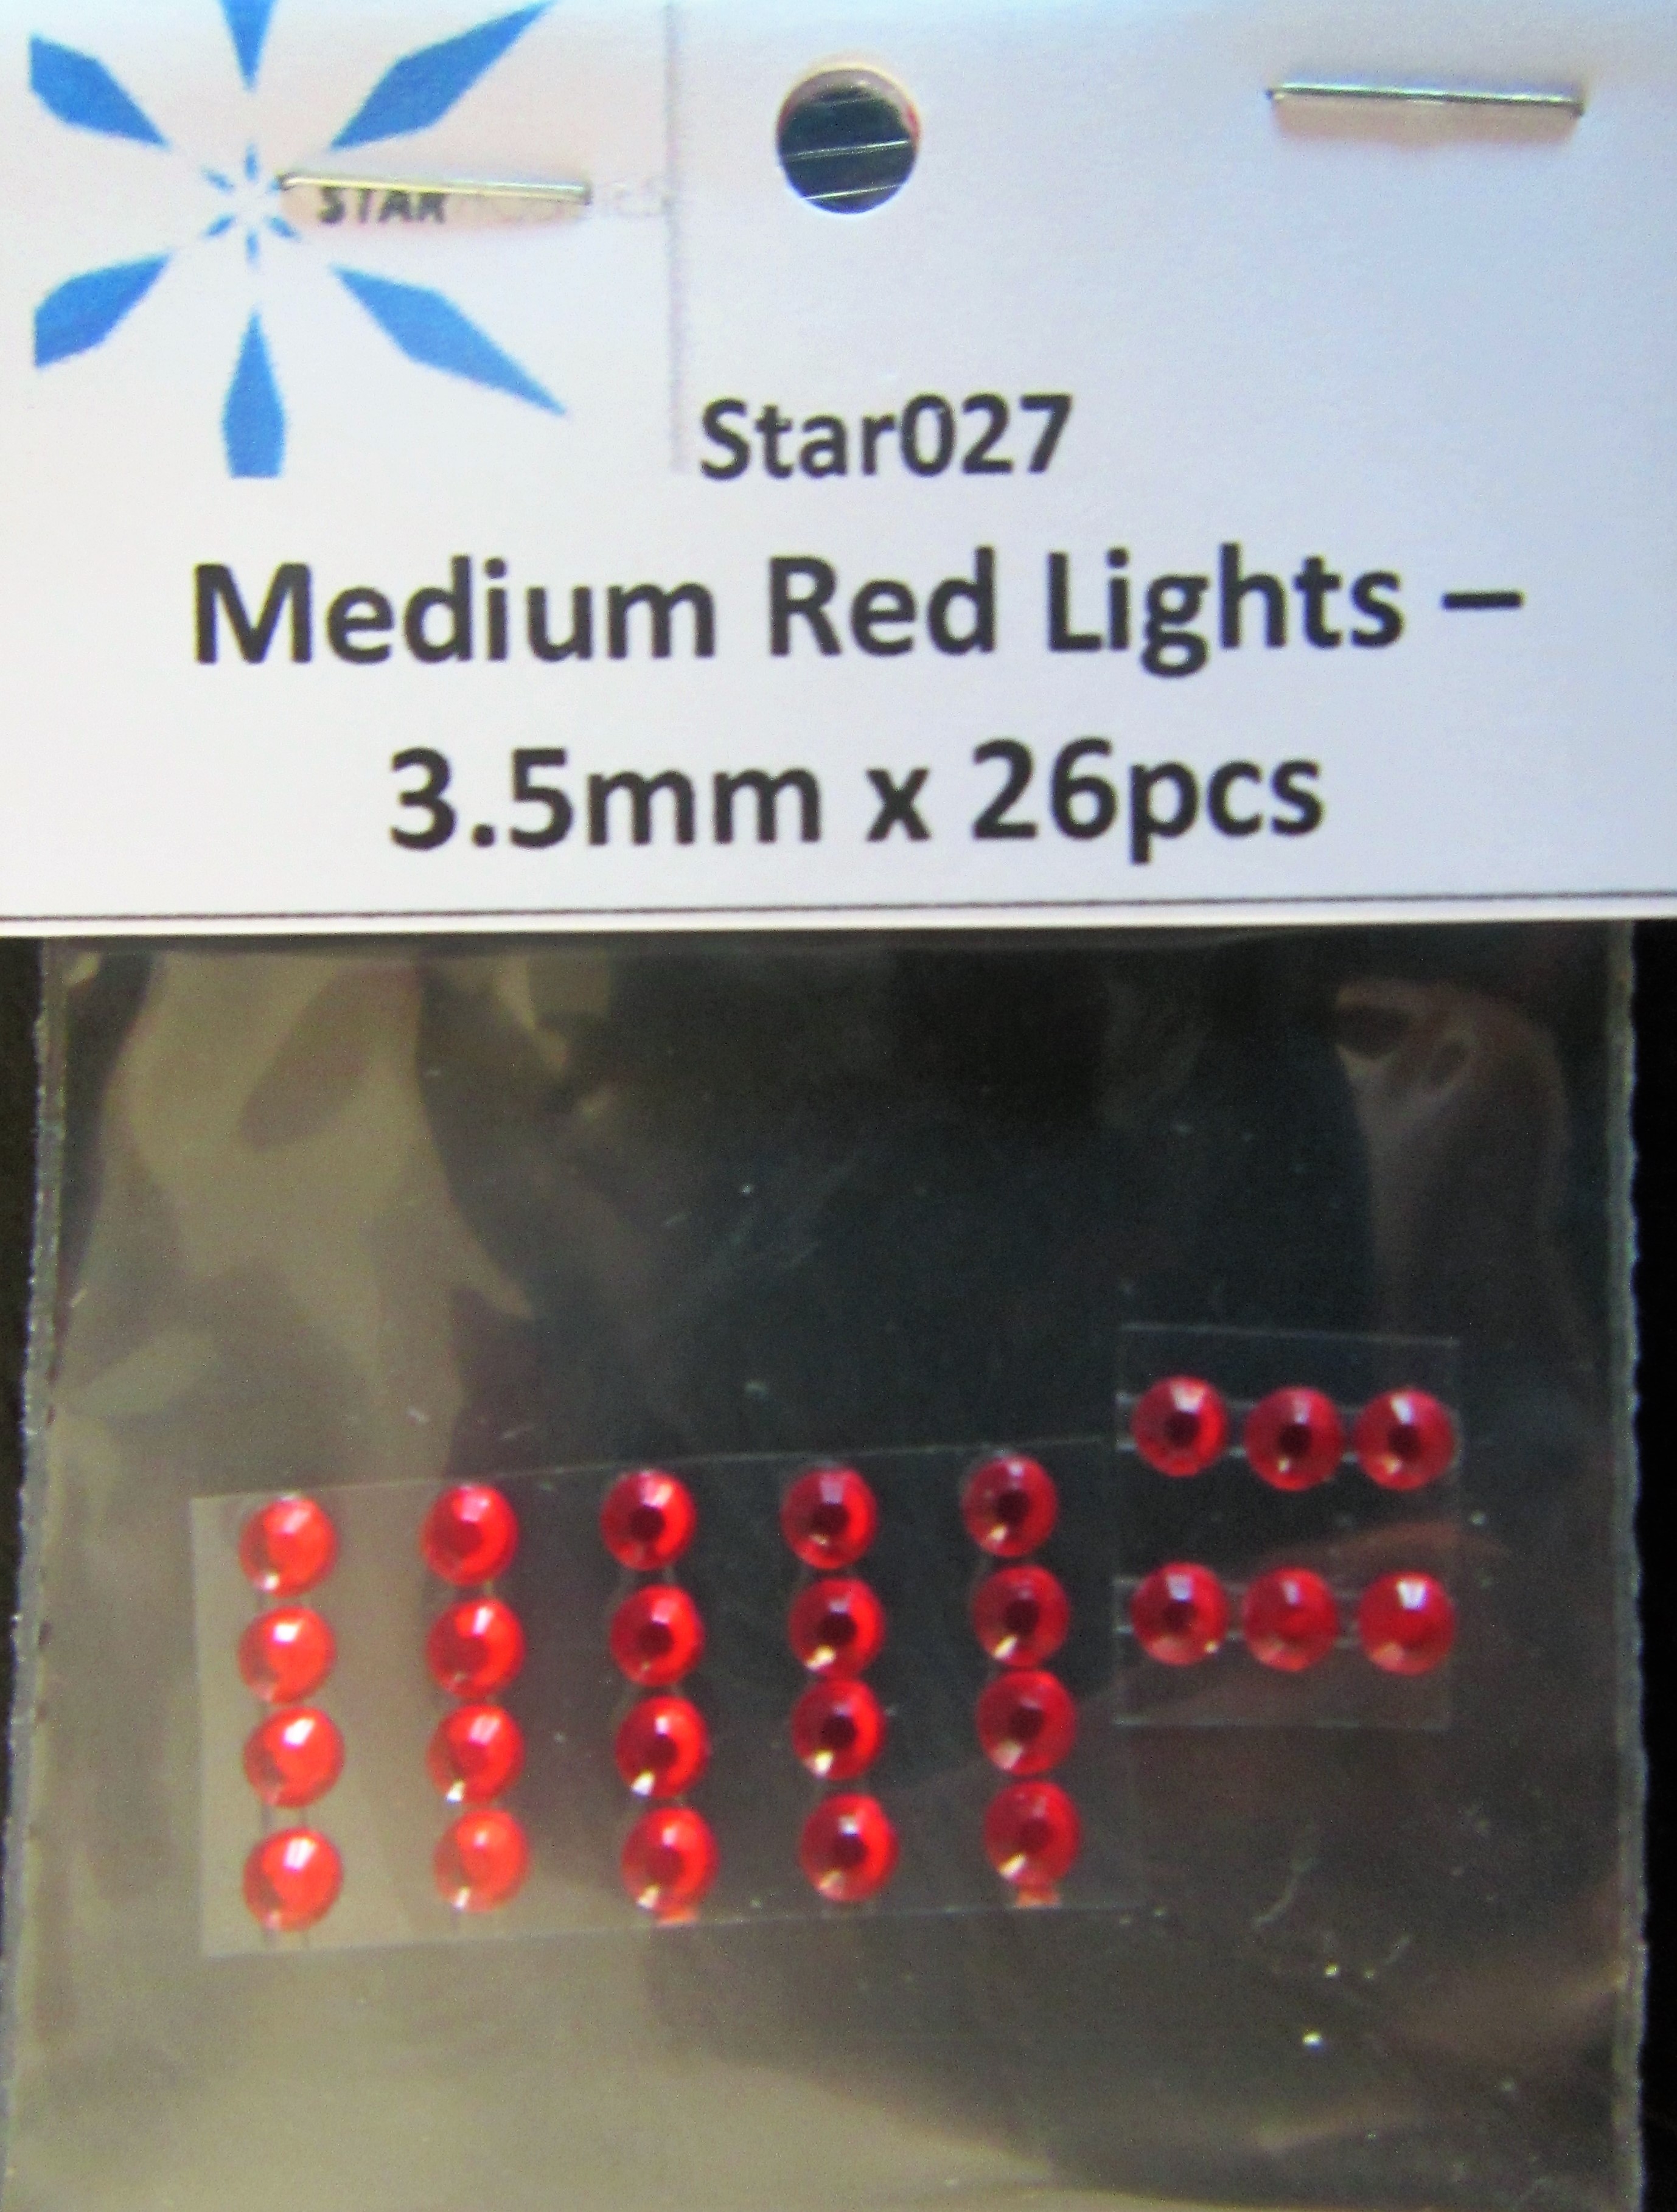 STAR
Star027
Medium Red Lights –
3.5mm x 26pcs